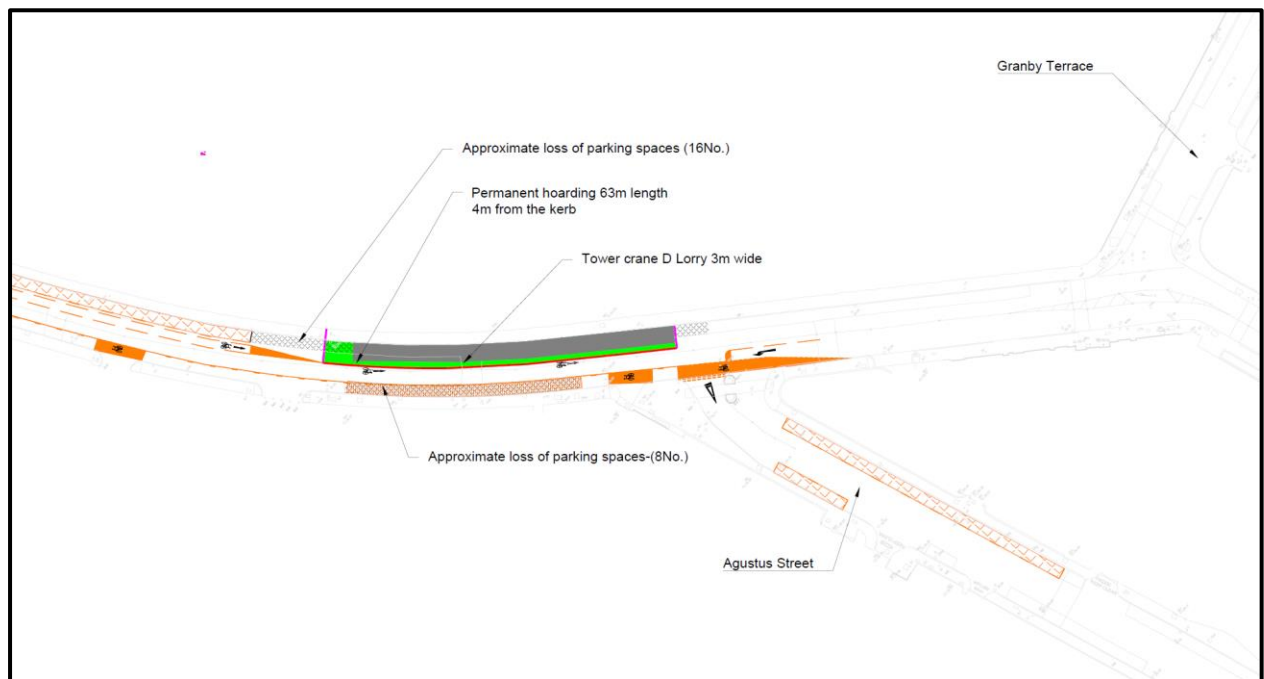 Granby Terrace
Approximate loss of parking spaces (16No.)
Permanent hoarding 63m length
4m from the kerb
Tower crane D Lorry 3m wide
Approximate loss of parking spaces-(8No.)
Agustus Street